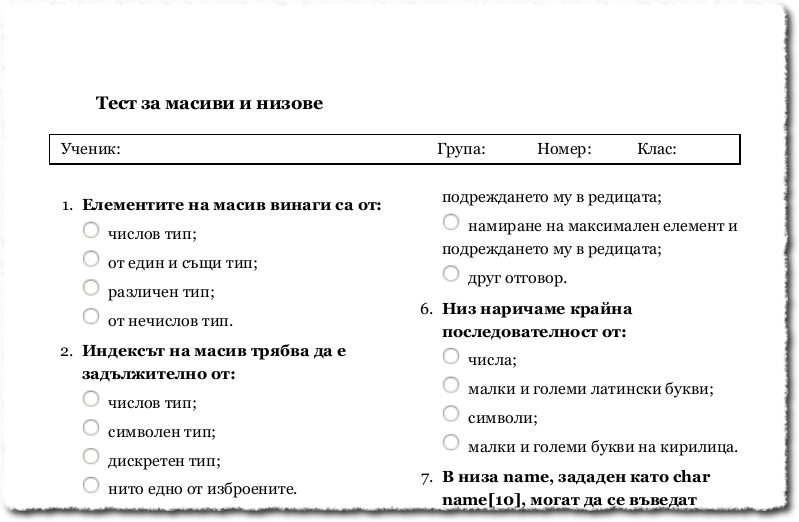 Тест за масиви и низове
Ученик: Група: Номер: Клас:
1. Елементите на масив винаги са от:
числов тип;
от един и същи тип;
различен тип;
от нечислов тип.
2. Индексът на масив трябва да е
задължително от:
числов тип;
символен тип;
дискретен тип;
нито едно от изброените.
подреждането му в редицата;
намиране на максимален елемент и
подреждането му в редицата;
друг отговор.
6. Низ наричаме крайна
последователност от:
числа;
малки и големи латински букви;
символи;
малки и големи букви на кирилица.
7. В низа name, зададен като char
name[10], могат да се въведат